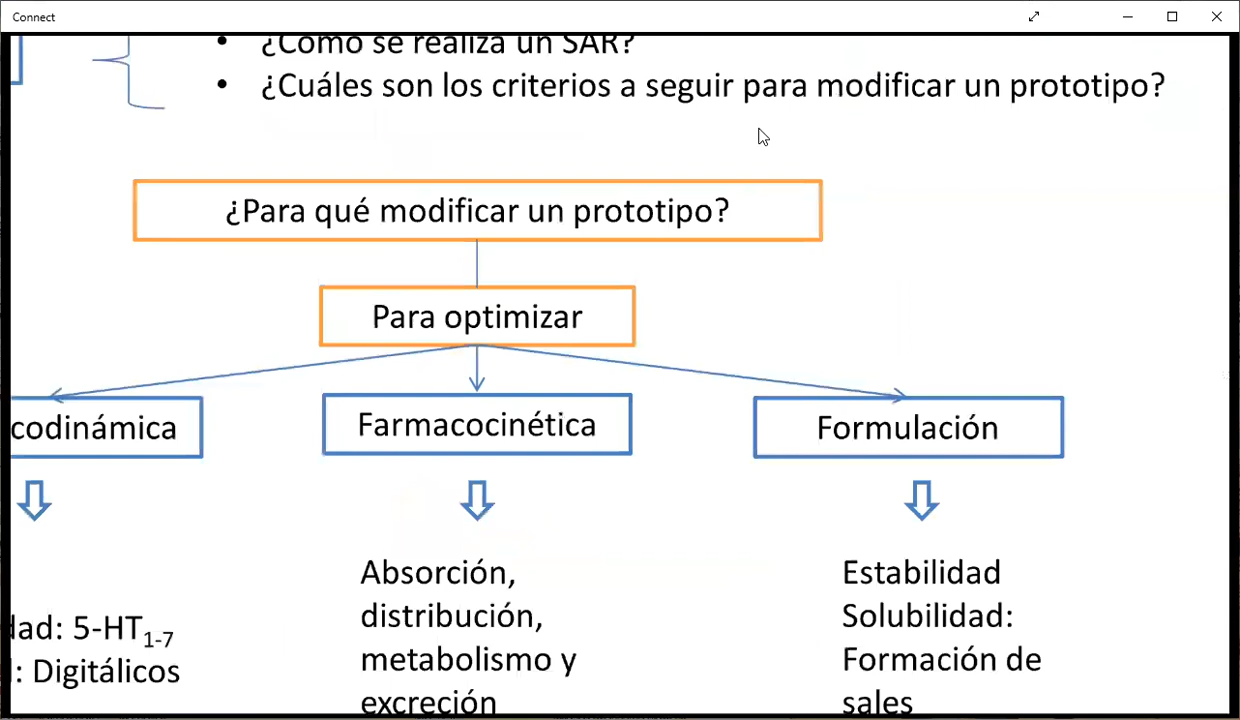 Connect
• ¿Cómo se realiza un SAR?
• ¿Cuáles son los criterios a seguir para modificar un prototipo?
¿Para qué modificar un prototipo?
Para optimizar
codinámica
Farmacocinética
Formulación
dad: 5-HT1-7
: Digitálicos
Absorción,
distribución,
metabolismo y
excreción
Estabilidad
Solubilidad:
Formación de
sales